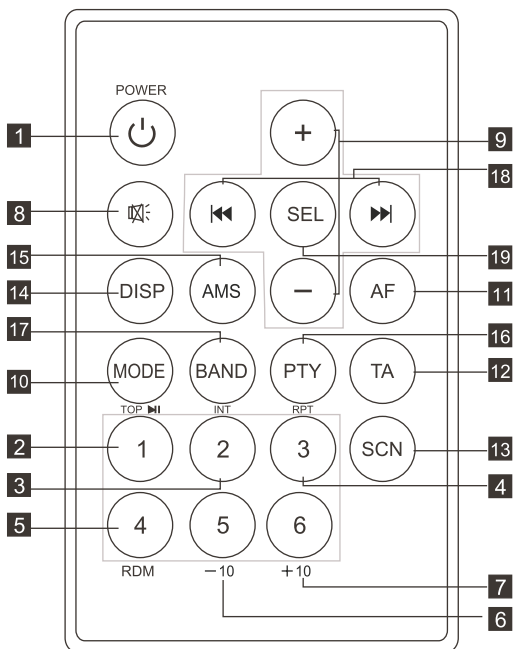 POWER
1
+
9
18
8
SEL
15
19
14 DISP AMS − AF 11
17
16
10 MODE BAND PTY TA 12
TOP INT RPT
2 1 2 3 SCN 13
3
4
5 4 5 6
RDM −10 +10
7
6